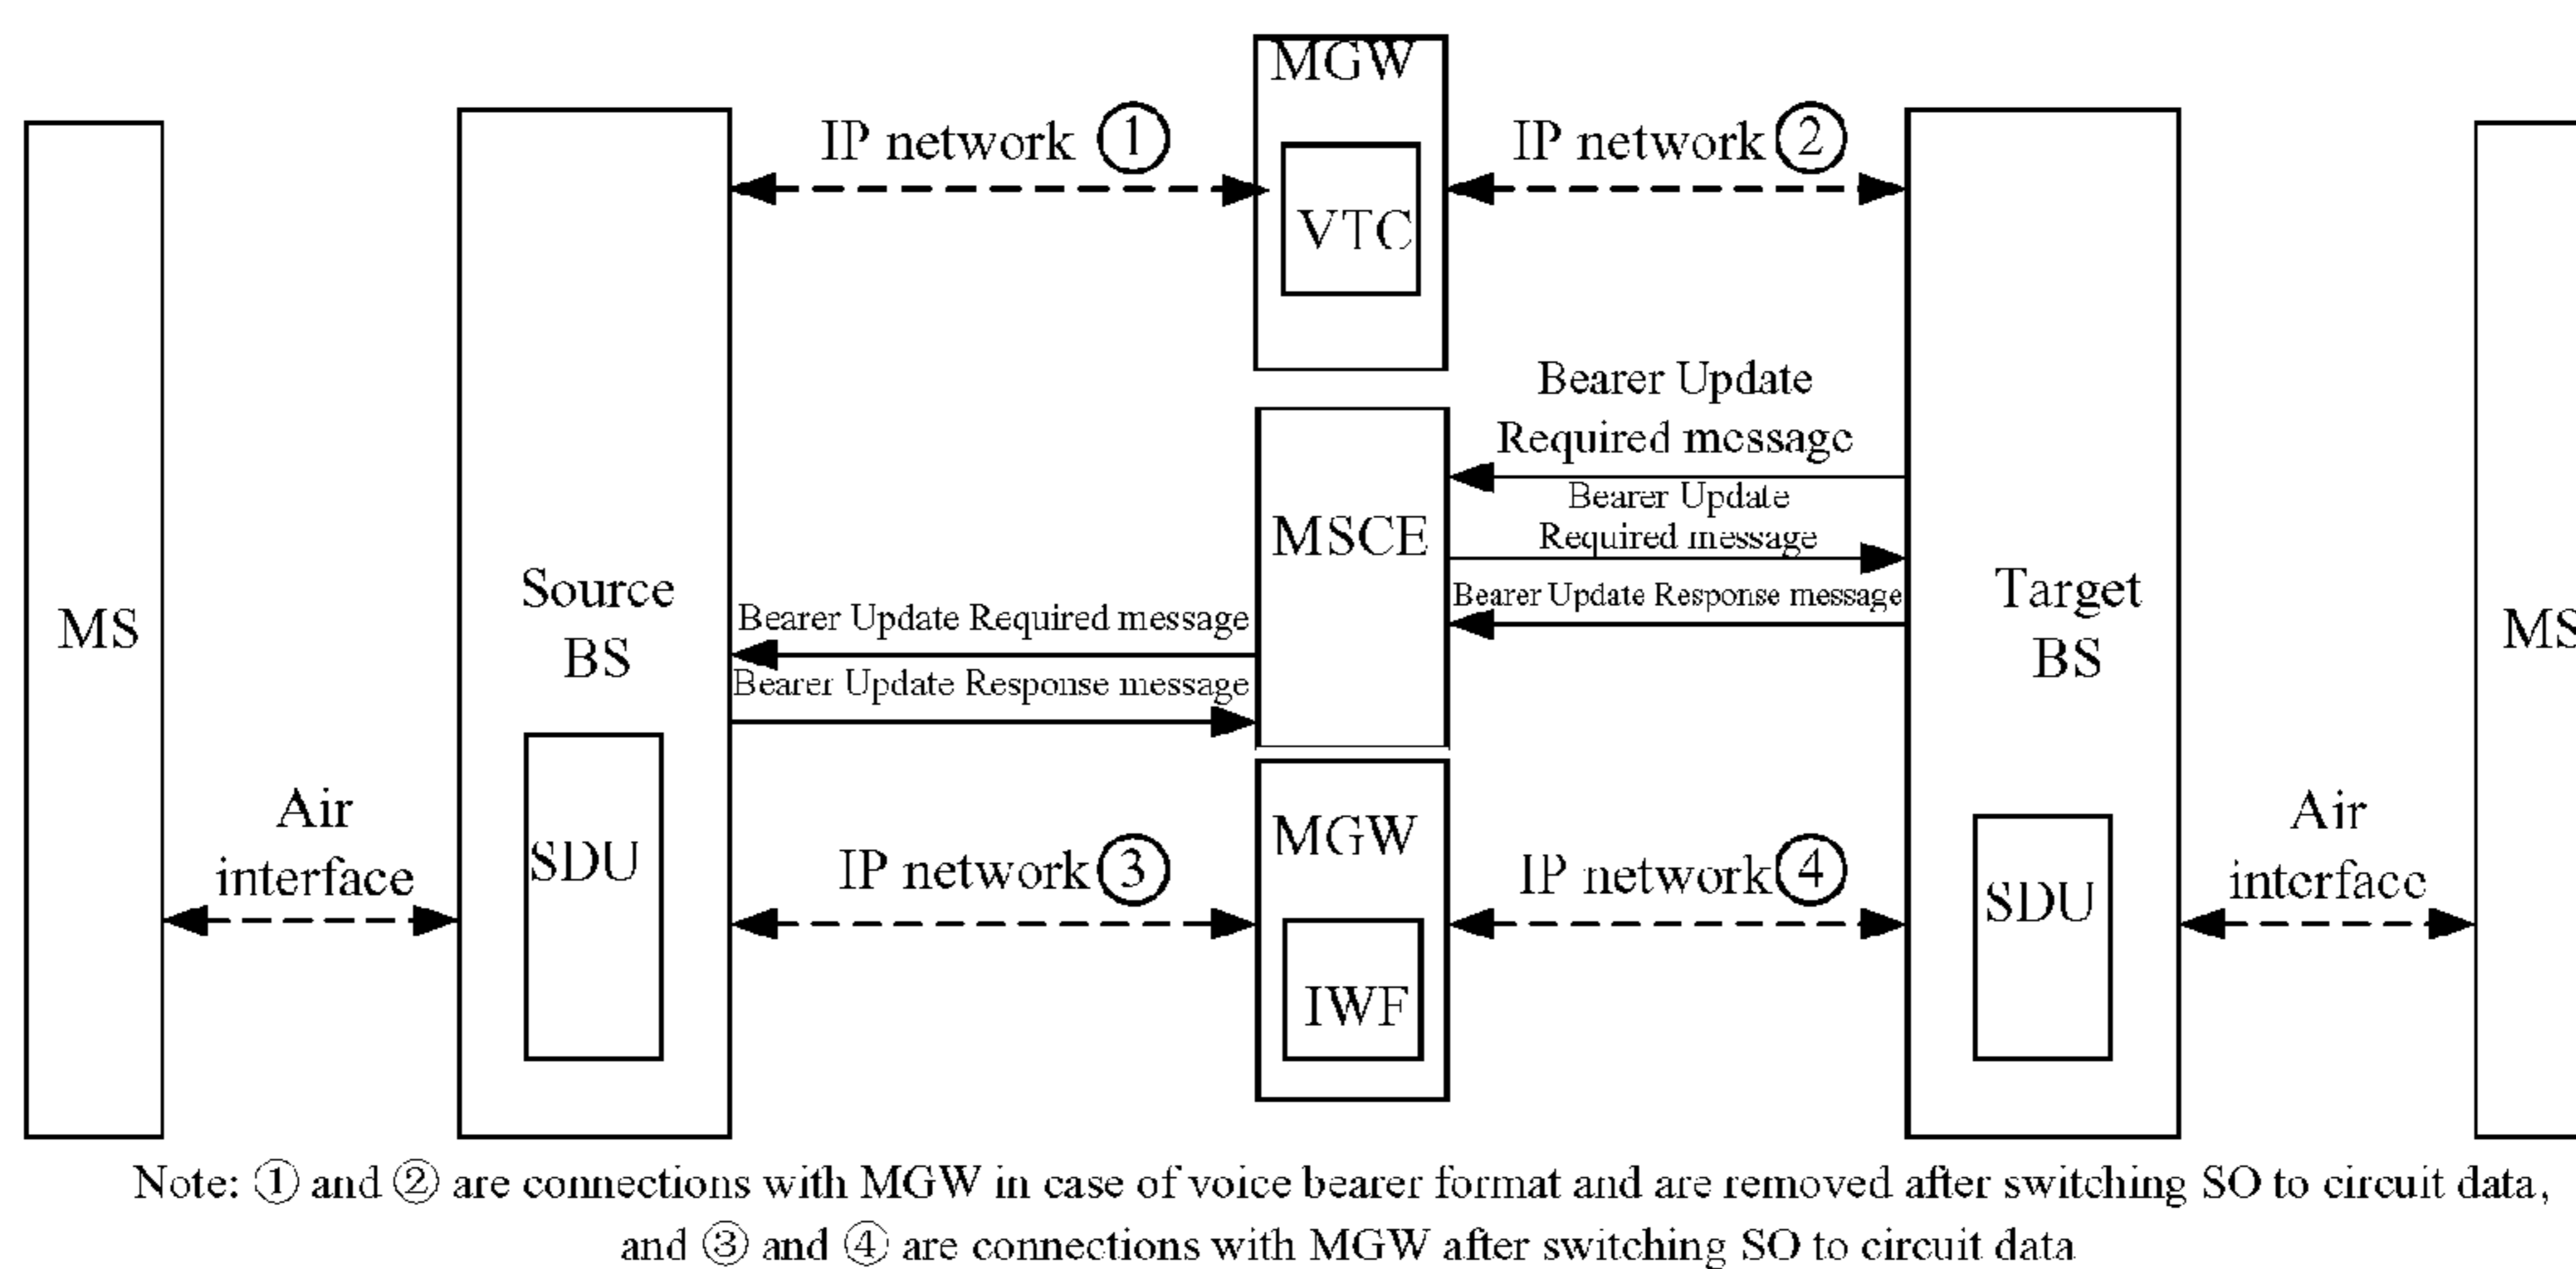 MGW
IP network ①
IP network ②
VTC
Bearer Update
Required message
MSCE
Bearer Update
Required message
Source
BS
Bearer Update Required message
Bearer Update Response message
Bearer Update Response message
Target
BS
MS
MS
Air
interface
SDU
IP network ③
MGW
IP network ④
IWF
SDU
Air
interface
Note: ① and ② are connections with MGW in case of voice bearer format and are removed after switching SO to circuit data,
and ③ and ④ are connections with MGW after switching SO to circuit data